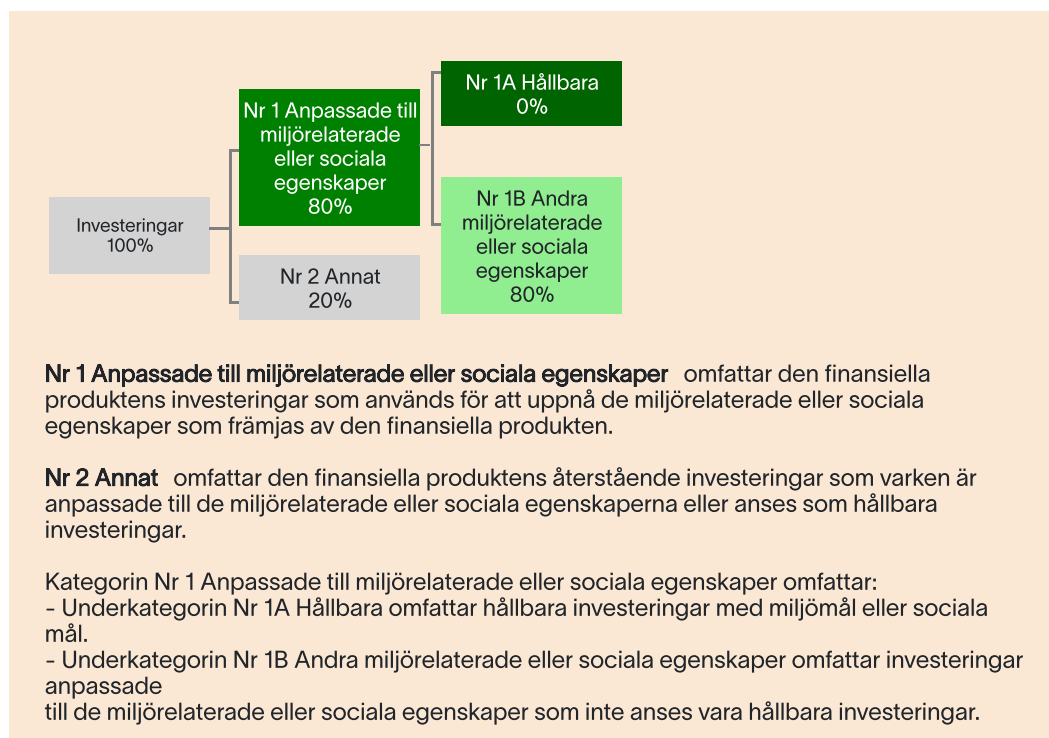 Nr 1A Hållbara
0%
Nr 1 Anpassade till
miljörelaterade
eller sociala
egenskaper
80%
Nr 1B Andra
miljörelaterade
eller sociala
egenskaper
80%
Investeringar
100%
Nr 2 Annat
20%
Nr 1 Anpassade till miljörelaterade eller sociala egenskaper omfattar den finansiella
produktens investeringar som används för att uppnå de miljörelaterade eller sociala
egenskaper som främjas av den finansiella produkten.
Nr 2 Annat omfattar den finansiella produktens återstående investeringar som varken är
anpassade till de miljörelaterade eller sociala egenskaperna eller anses som hållbara
investeringar.
Kategorin Nr 1 Anpassade till miljörelaterade eller sociala egenskaper omfattar:
- Underkategorin Nr 1A Hållbara omfattar hållbara investeringar med miljömål eller sociala
mål.
- Underkategorin Nr 1B Andra miljörelaterade eller sociala egenskaper omfattar investeringar
anpassade
till de miljörelaterade eller sociala egenskaper som inte anses vara hållbara investeringar.